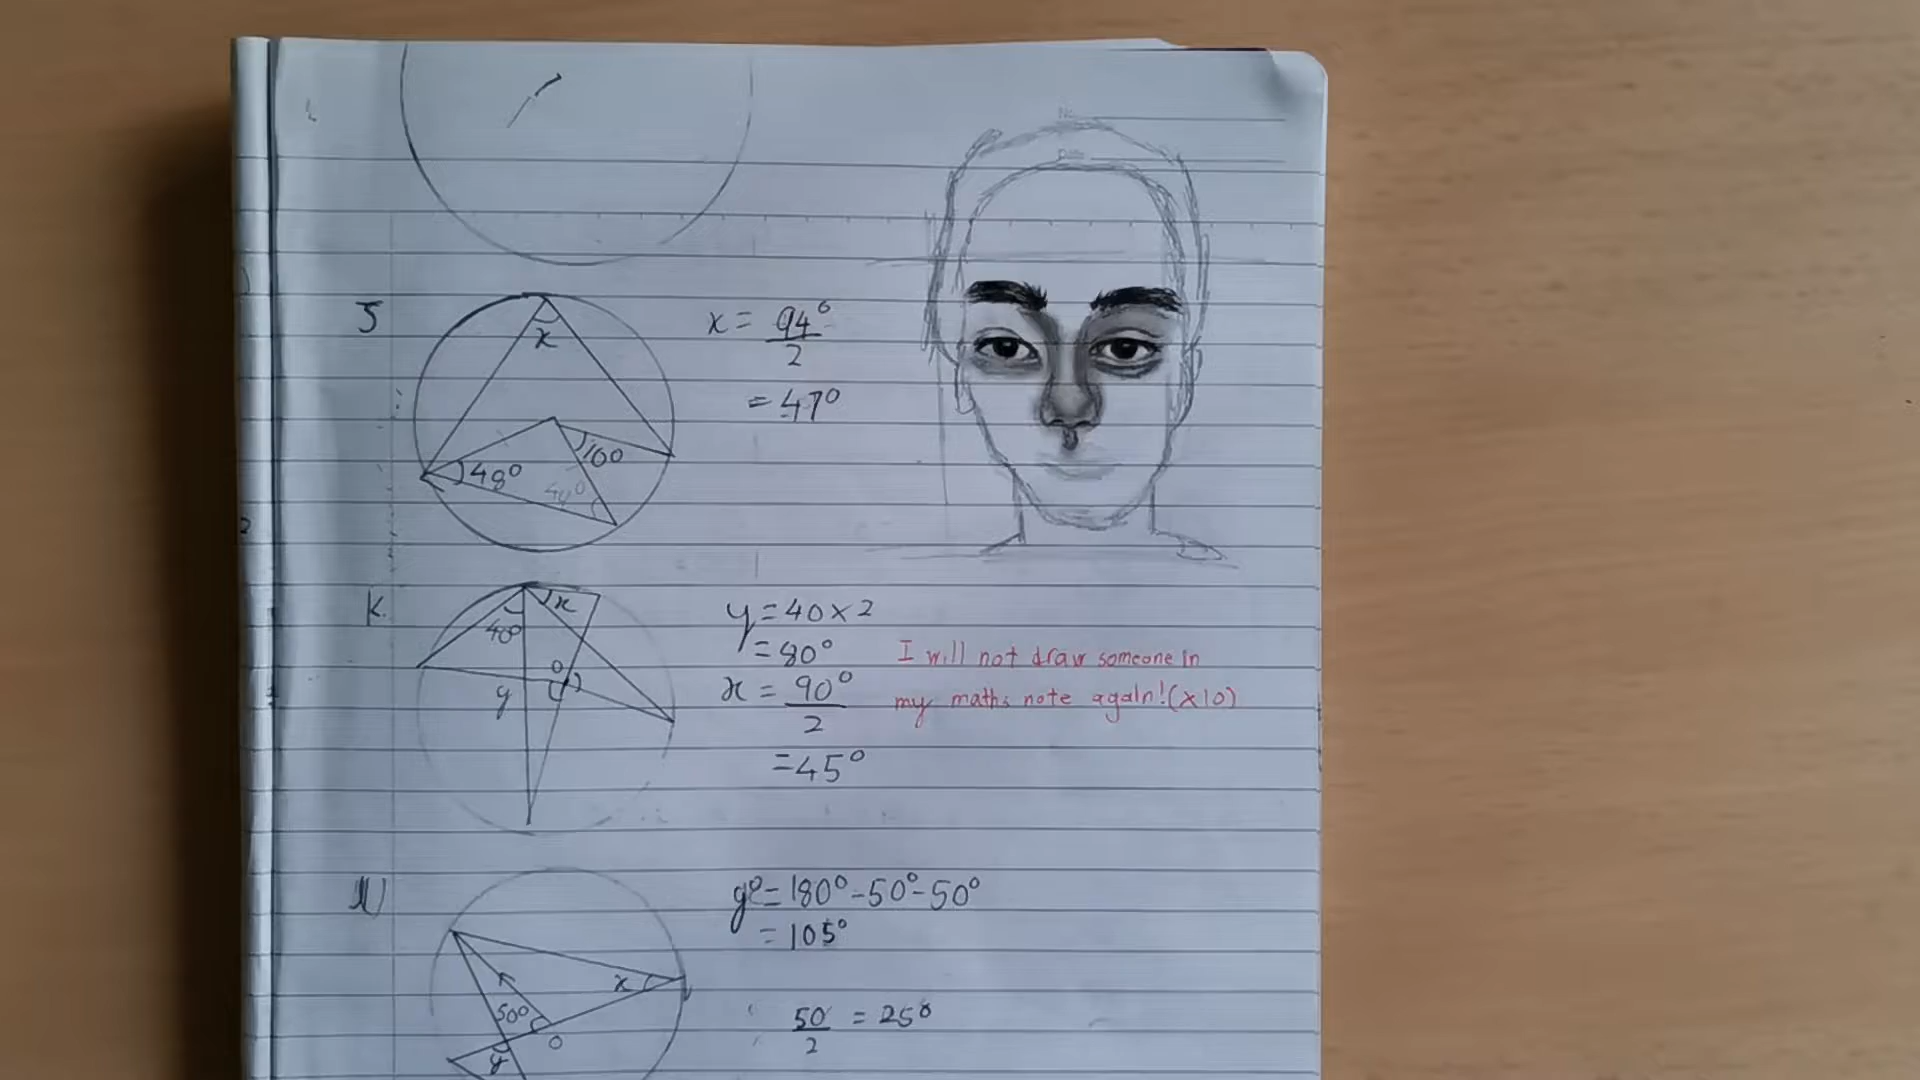 J
x
x = 94°
2
= 47°
100
48°
44°
K.
x
40°
y = 40 x 2
= 80°
o
y
x = 90°
2
= 45°
I will not draw someone in
my maths note again! (x10)
N
y° = 180° - 50° - 50°
= 105°
x
50°
o
y
50 = 25°
2